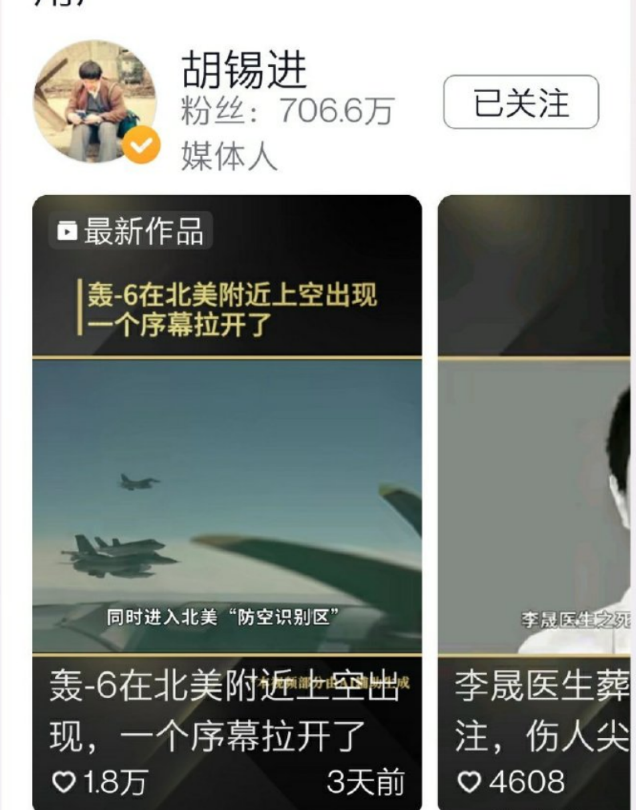 胡锡进
粉丝：706.6万
已关注
媒体人
最新作品
轰-6在北美附近上空出现
一个序幕拉开了
同时进入北美“防空识别区”
轰-6在北美附近上空出
现，一个序幕拉开了
1.8万
3天前
李晟医生之死
李晟医生葬
注，伤人尖
4608